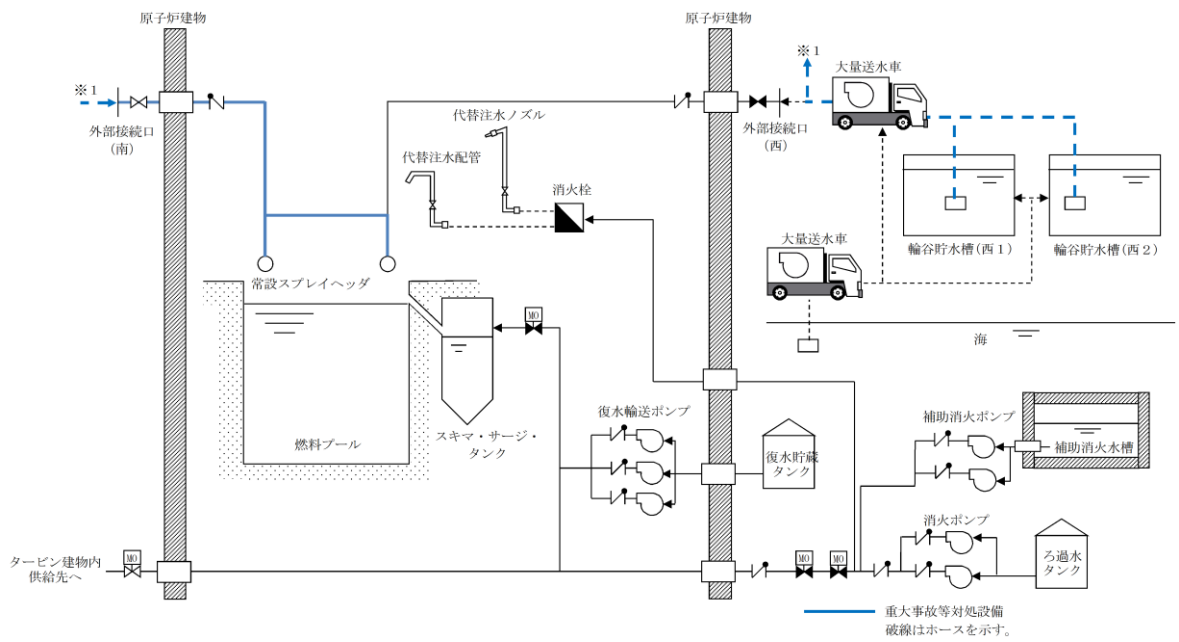 原子炉建物
原子炉建物
※1
※1
大量送水車
外部接続口
(南)
代替注水ノズル
外部接続口
(西)
代替注水配管
消火栓
輪谷貯水槽(西1)
輪谷貯水槽(西2)
大量送水車
常設スプレイヘッダ
MO
海
燃料プール
スキマ・サージ・
タンク
復水輸送ポンプ
復水貯蔵
タンク
補助消火ポンプ
補助消火水槽
消火ポンプ
ろ過水
タンク
タービン建物内
供給先へ
MO
MO
MO
重大事故等対処設備
破線はホースを示す。